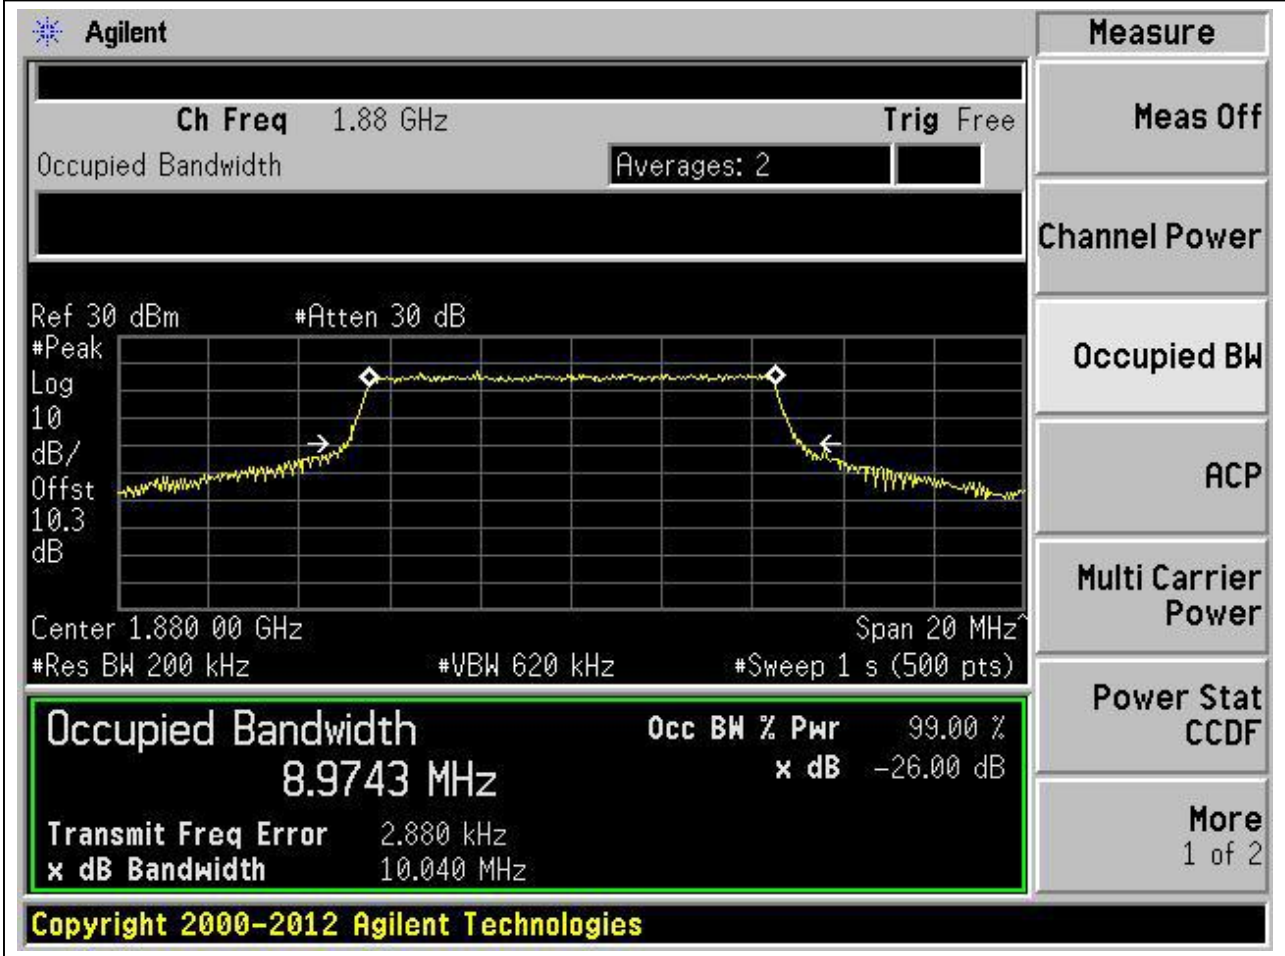 Agilent
Measure
Ch Freq 1.88 GHz Trig Free
Occupied Bandwidth Averages: 2
Meas Off
Channel Power
Occupied BW
ACP
Multi Carrier
Power
Power Stat
CCDF
More
1 of 2
Ref 30 dBm #Atten 30 dB
#Peak
Log
10
dB/
Offst
10.3
dB
Center 1.880 00 GHz Span 20 MHz^
#Res BW 200 kHz #VBW 620 kHz #Sweep 1 s (500 pts)
Occupied Bandwidth Occ BW % Pwr 99.00 %
8.9743 MHz x dB -26.00 dB
Transmit Freq Error 2.880 kHz
x dB Bandwidth 10.040 MHz
Copyright 2000-2012 Agilent Technologies